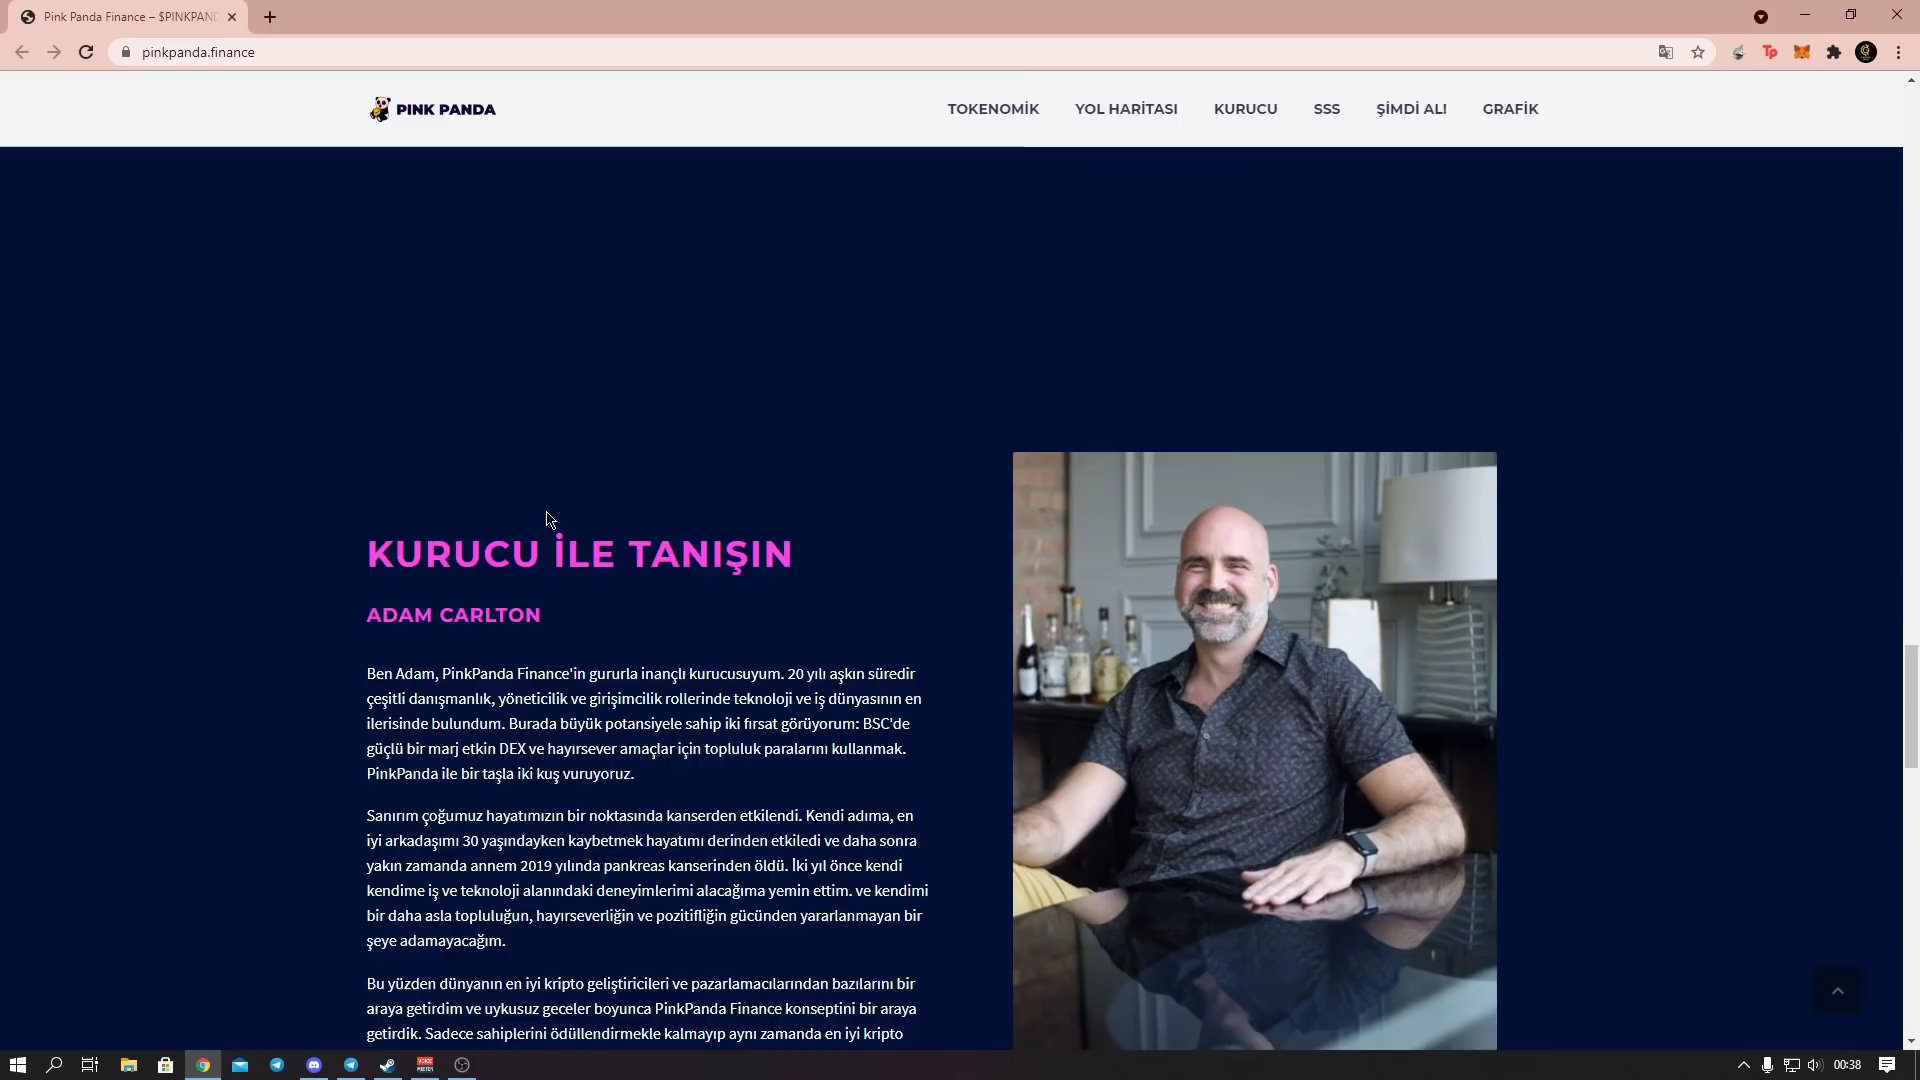 Pink Panda Finance – $PINKPAND
pinkpanda.finance
PINK PANDA
TOKENOMİK
YOL HARİTASI
KURUCU
SSS
ŞİMDİ AL!
GRAFİK
KURUCU İLE TANIŞIN
ADAM CARLTON
Ben Adam, PinkPanda Finance'in gururla inançlı kurucusuyum. 20 yılı aşkın süredir
çeşitli danışmanlık, yöneticilik ve girişimcilik rollerinde teknoloji ve iş dünyasının en
ilerisinde bulundum. Burada büyük potansiyele sahip iki fırsat görüyorum: BSC'de
güçlü bir marj etkin DEX ve hayırsever amaçlar için topluluk paralarını kullanmak.
PinkPanda ile bir taşla iki kuş vuruyoruz.
Sanırım çoğumuz hayatımızın bir noktasında kanserden etkilendi. Kendi adıma, en
iyi arkadaşımı 30 yaşındayken kaybetmek hayatımı derinden etkiledi ve daha sonra
yakın zamanda annem 2019 yılında pankreas kanserinden öldü. İki yıl önce kendi
kendime iş ve teknoloji alanındaki deneyimlerimi alacağıma yemin ettim. ve kendimi
bir daha asla topluluğun, hayırseverliğin ve pozitifliğin gücünden yararlanmayan bir
şeye adamayacağım.
Bu yüzden dünyanın en iyi kripto geliştiricileri ve pazarlamacılarından bazılarını bir
araya getirdim ve uykusuz geceler boyunca PinkPanda Finance konseptini bir araya
getirdik. Sadece sahiplerini ödüllendirmekle kalmayıp aynı zamanda en iyi kripto
00:38